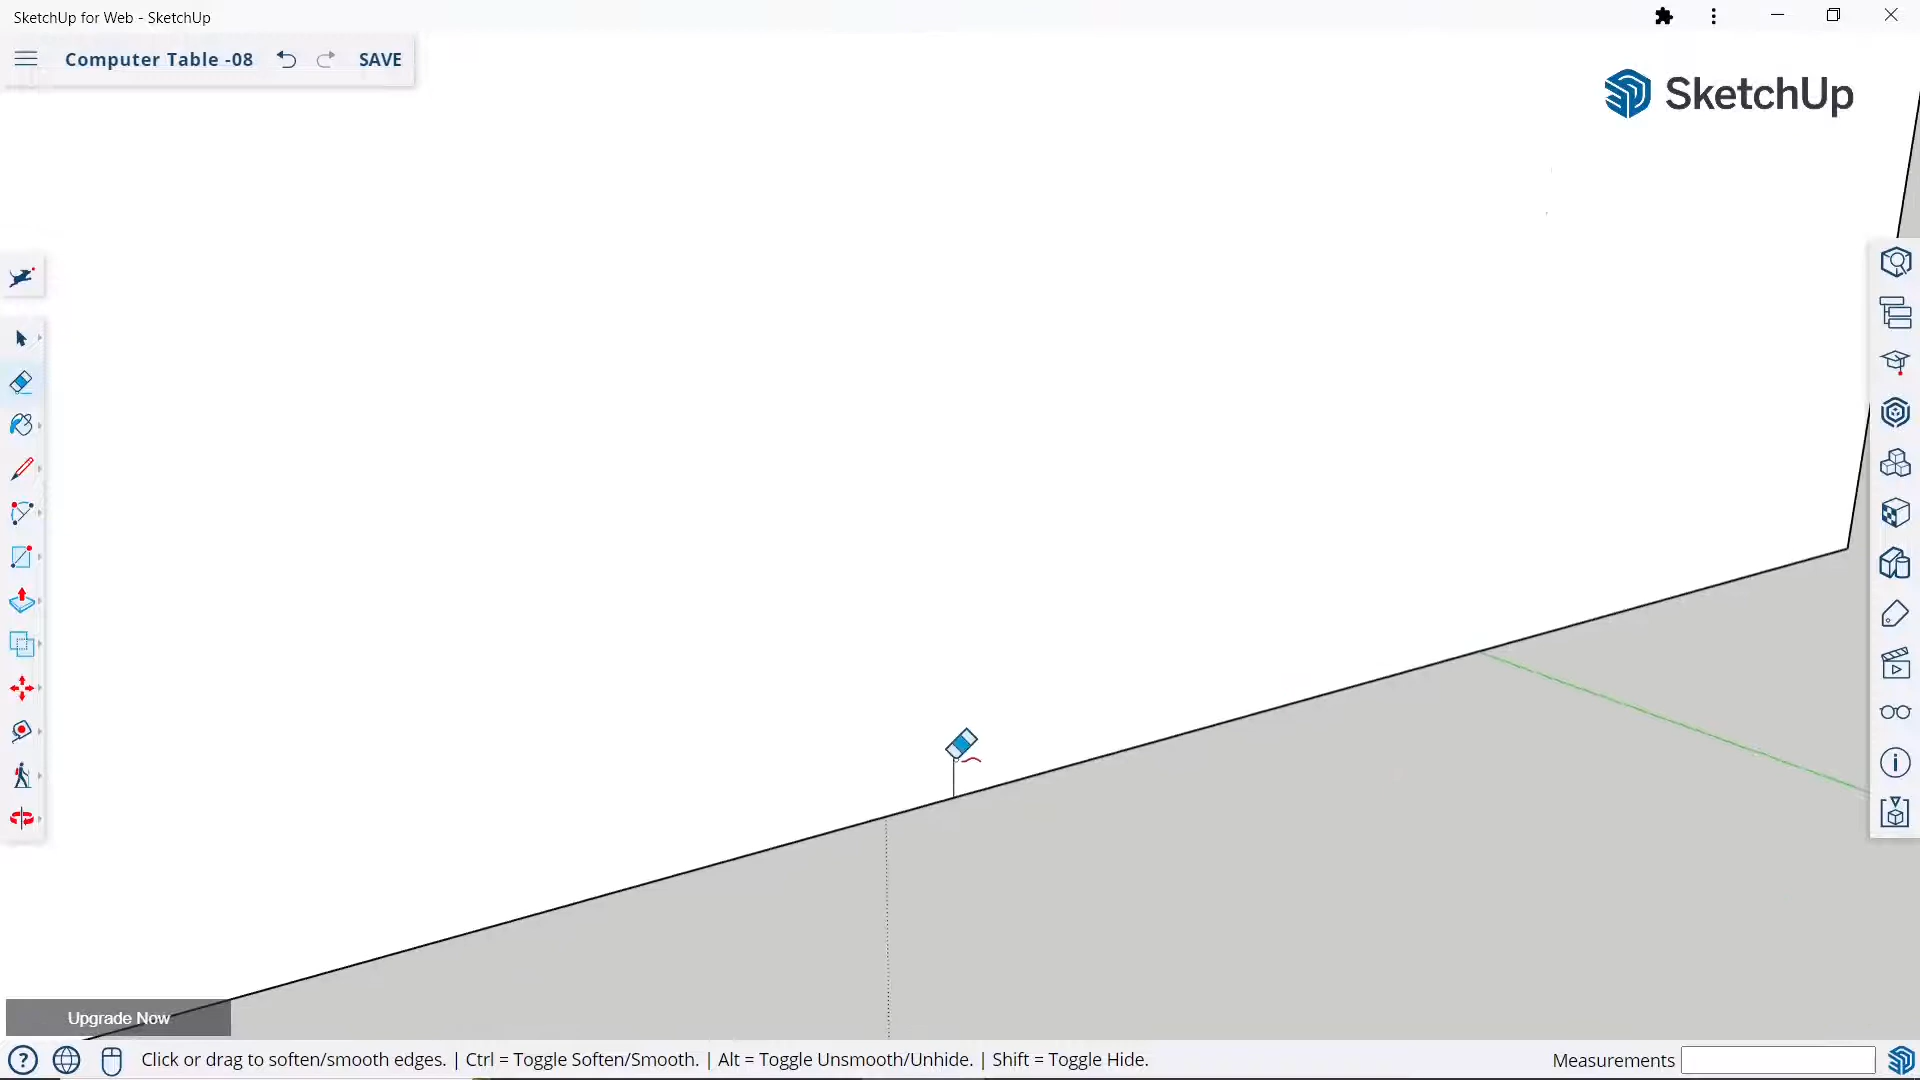 SketchUp for Web - SketchUp
Computer Table -08
SAVE
SketchUp
Upgrade Now
Click or drag to soften/smooth edges. | Ctrl = Toggle Soften/Smooth. | Alt = Toggle Unsmooth/Unhide. | Shift = Toggle Hide.
Measurements